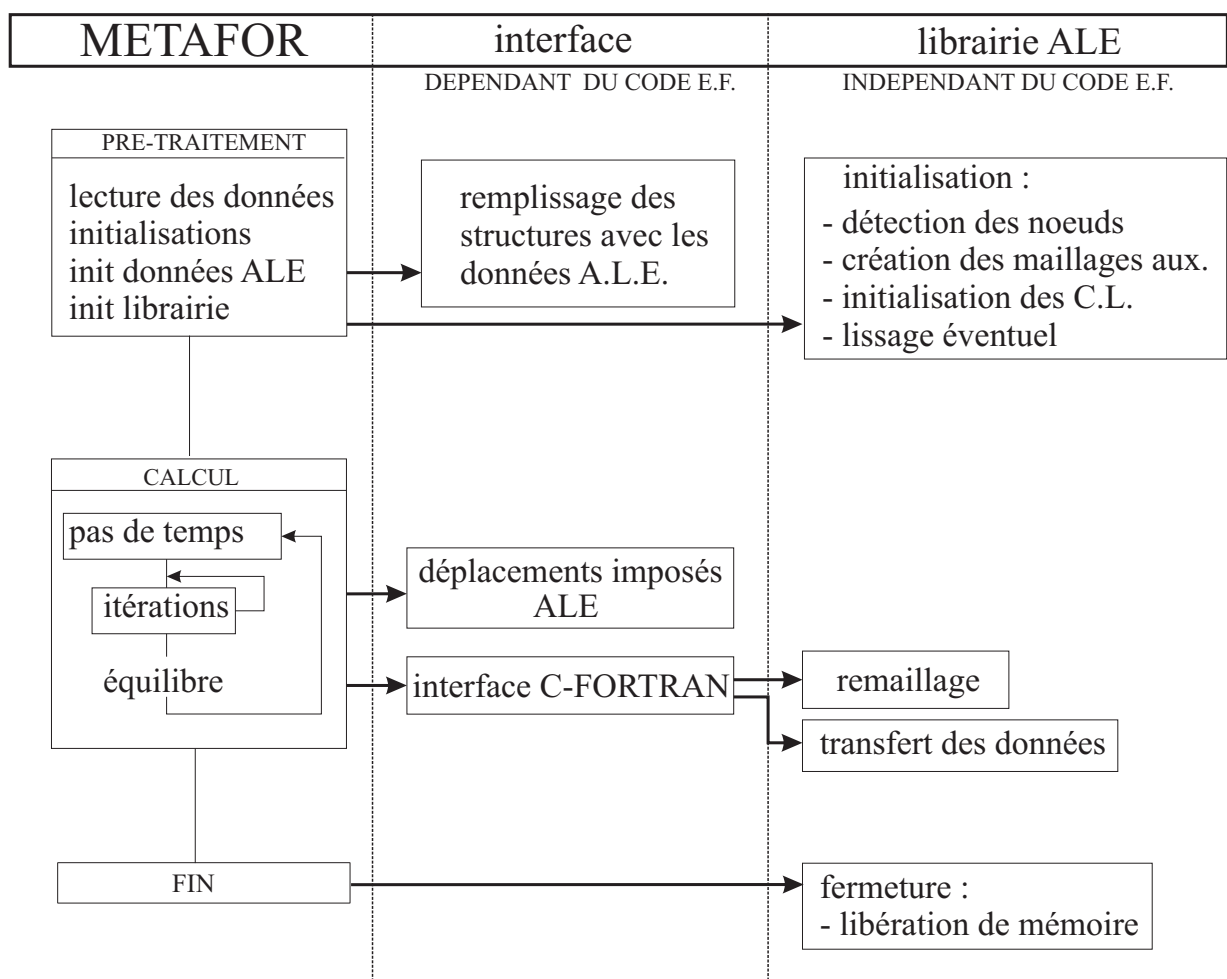 METAFOR
interface
librairie ALE
DEPENDANT DU CODE E.F.
INDEPENDANT DU CODE E.F.
PRE-TRAITEMENT
lecture des données
initialisations
init données ALE
init librairie
remplissage des
structures avec les
données A.L.E.
initialisation :
- détection des noeuds
- création des maillages aux.
- initialisation des C.L.
- lissage éventuel
CALCUL
pas de temps
itérations
équilibre
déplacements imposés
ALE
interface C-FORTRAN
remaillage
transfert des données
FIN
fermeture :
- libération de mémoire